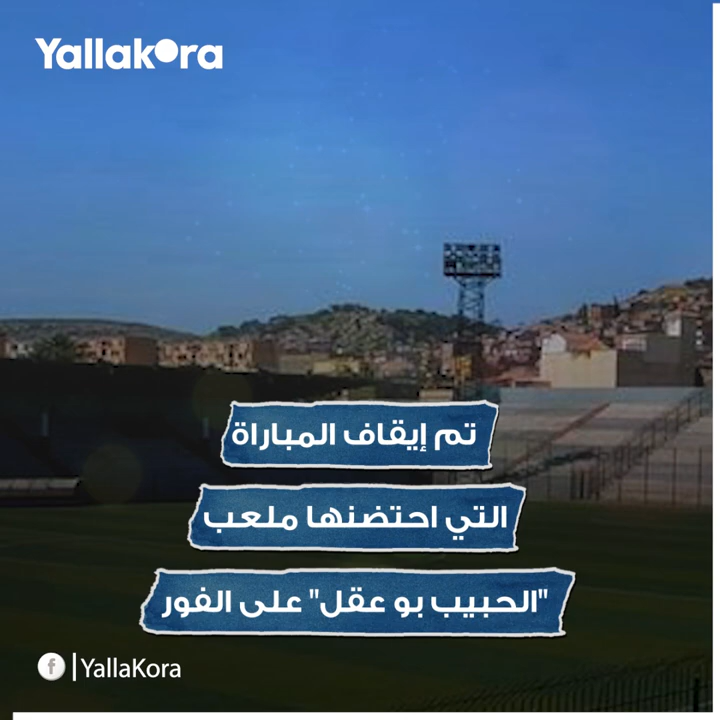 Yallakora
تم إيقاف المباراة
التي احتضنها ملعب
"الحبيب بو عقل" على الفور
f | YallaKora